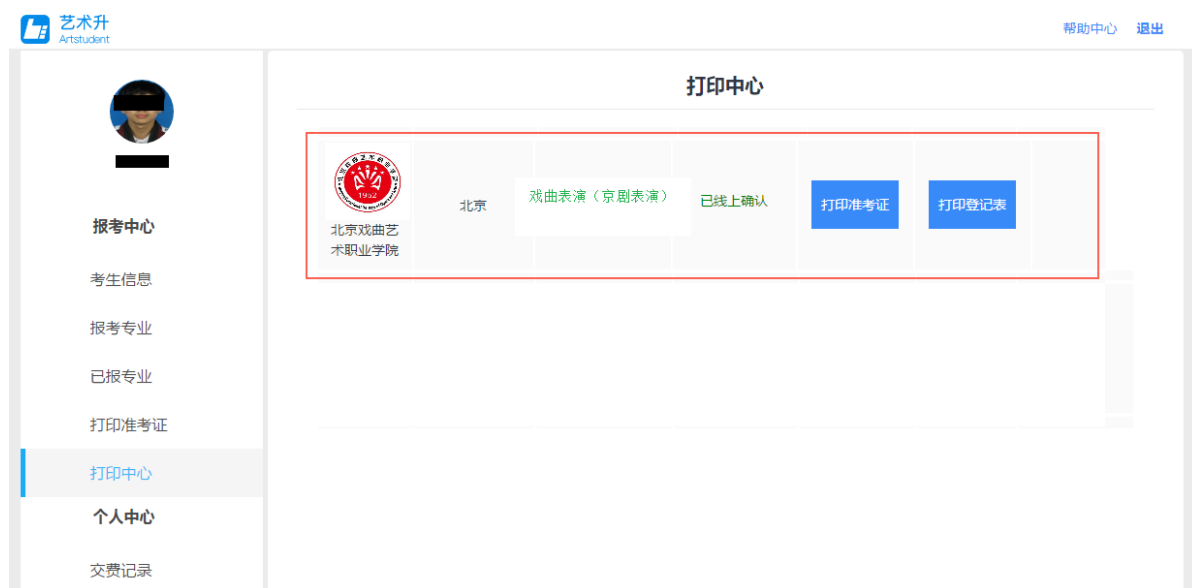 艺术升
Artstudent
帮助中心 退出
打印中心
1952
北京戏曲艺
术职业学院
北京
戏曲表演（京剧表演）
已线上确认
打印准考证
打印登记表
报考中心
考生信息
报考专业
已报专业
打印准考证
打印中心
个人中心
交费记录